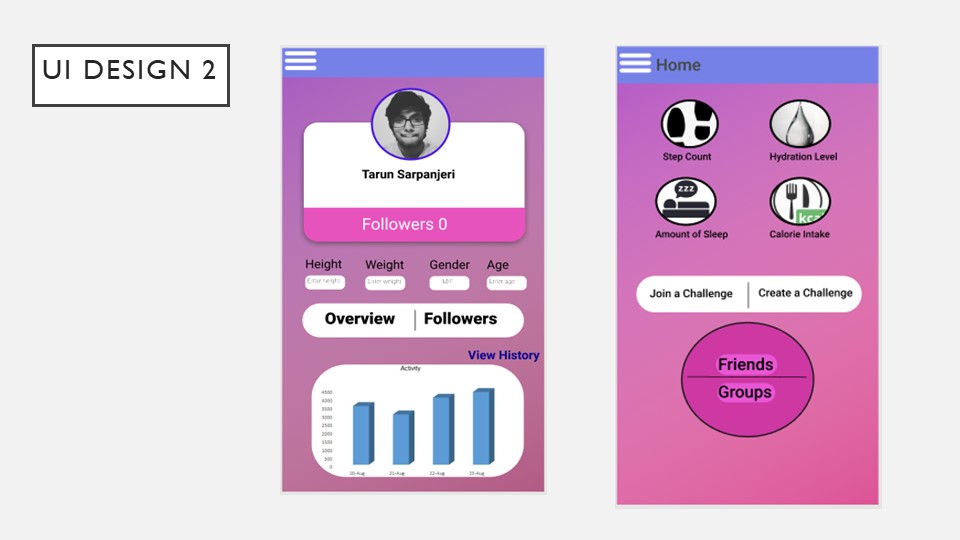 UI DESIGN 2
Tarun Sarpanjeri
Followers 0
Height Weight Gender Age
Enter height Enter weight M/F Enter age
Overview Followers
View History
Activity
4500
4000
3500
3000
2500
2000
1500
1000
500
0
20-Aug 21-Aug 22-Aug 23-Aug
Home
Step Count Hydration Level
zzz
kca
Amount of Sleep Calorie Intake
Join a Challenge Create a Challenge
Friends
Groups